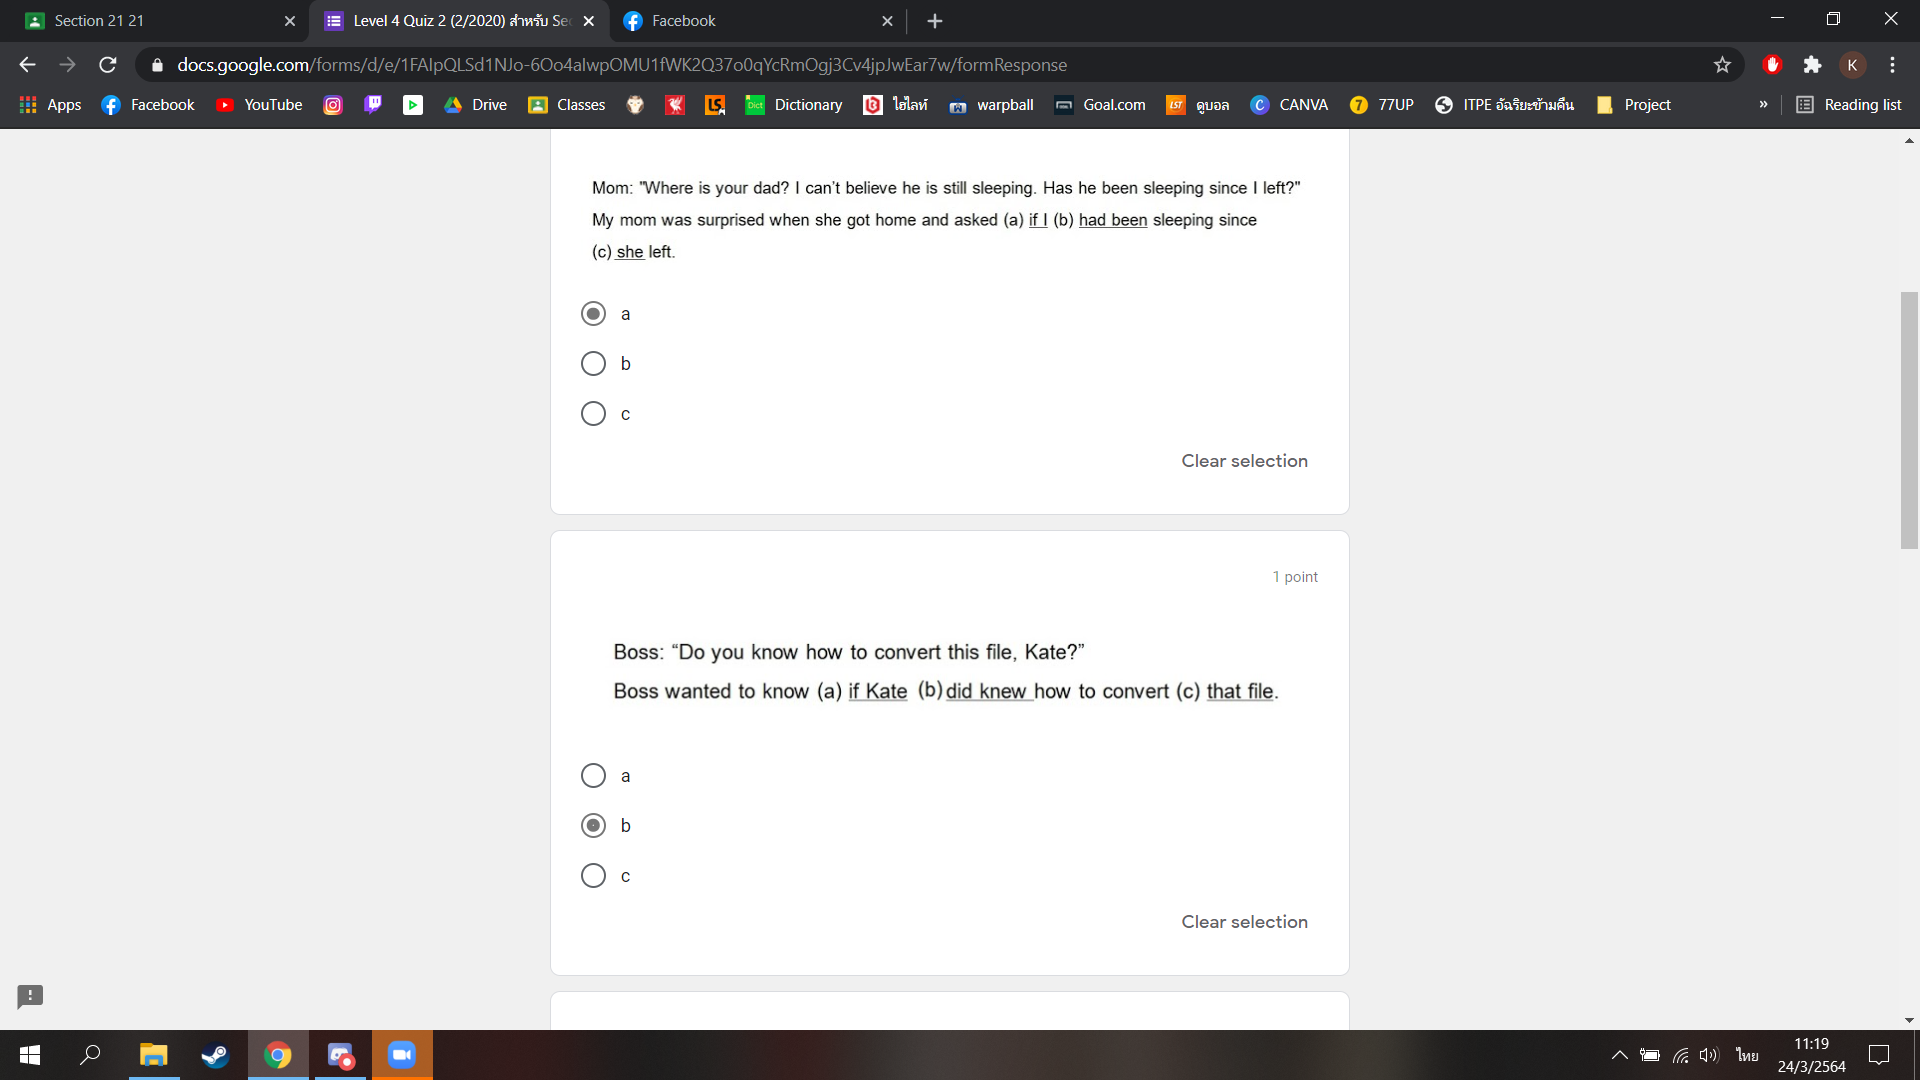 Section 21 21
Level 4 Quiz 2 (2/2020) สำหรับ Sec
Facebook
docs.google.com/forms/d/e/1FAIpQLSd1NJo-6Oo4alwpOMU1fWK2Q37o0qYcRmOgj3Cv4jpJwEar7w/formResponse
K
Apps Facebook YouTube Drive Classes Dict Dictionary ไฮไลท์ warpball Goal.com LST ดูบอล C CANVA 7 77UP ITPE อัฉริยะข้ามคืน Project » Reading list
Mom: "Where is your dad? I can't believe he is still sleeping. Has he been sleeping since I left?"
My mom was surprised when she got home and asked (a) if I (b) had been sleeping since
(c) she left.
a
b
c
Clear selection
1 point
Boss: “Do you know how to convert this file, Kate?”
Boss wanted to know (a) if Kate (b) did knew how to convert (c) that file.
a
b
c
Clear selection
ไทย
11:19
24/3/2564